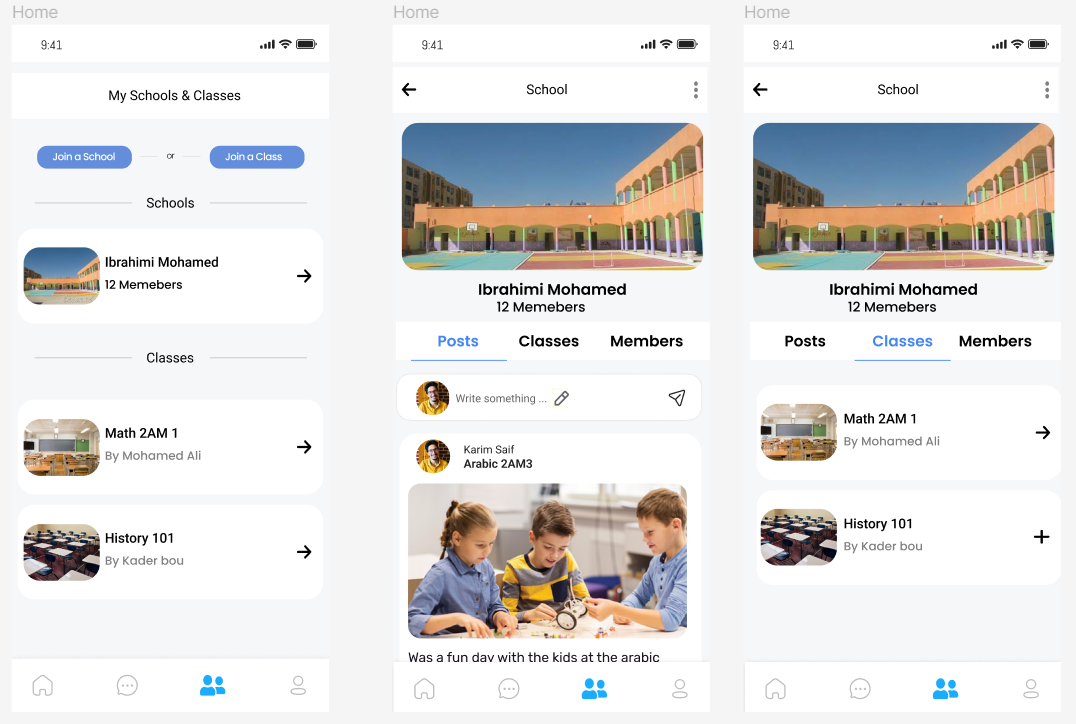 Home
9:41
My Schools & Classes
Join a School
or
Join a Class
Schools
Ibrahimi Mohamed
12 Memebers
Classes
Math 2AM 1
By Mohamed Ali
History 101
By Kader bou
Home
9:41
School
Ibrahimi Mohamed
12 Memebers
Posts
Classes
Members
Write something ...
Karim Saif
Arabic 2AM3
Was a fun day with the kids at the arabic
Home
9:41
School
Ibrahimi Mohamed
12 Memebers
Posts
Classes
Members
Math 2AM 1
By Mohamed Ali
History 101
By Kader bou